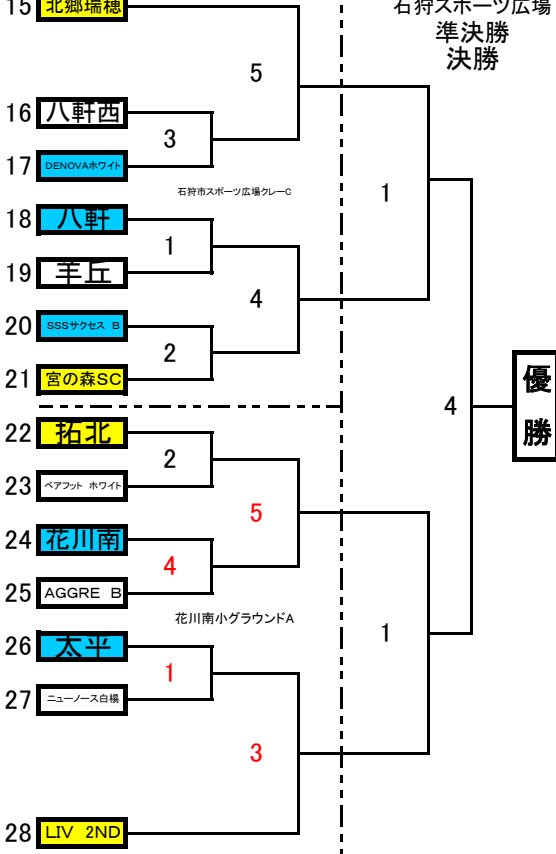 15 北郷瑞穂
石狩スポーツ広場
準決勝
決勝
5
16 八軒西
3
17 DENOVAホワイト
石狩市スポーツ広場クレーC
1
18 八軒
1
19 羊丘
4
20 SSSサクセス B
2
21 宮の森SC
優勝
4
22 拓北
2
23 ベアフット ホワイト
5
24 花川南
4
25 AGGRE B
花川南小グラウンドA
26 太平
1
1
27 ニューノース白楊
3
28 LIV 2ND